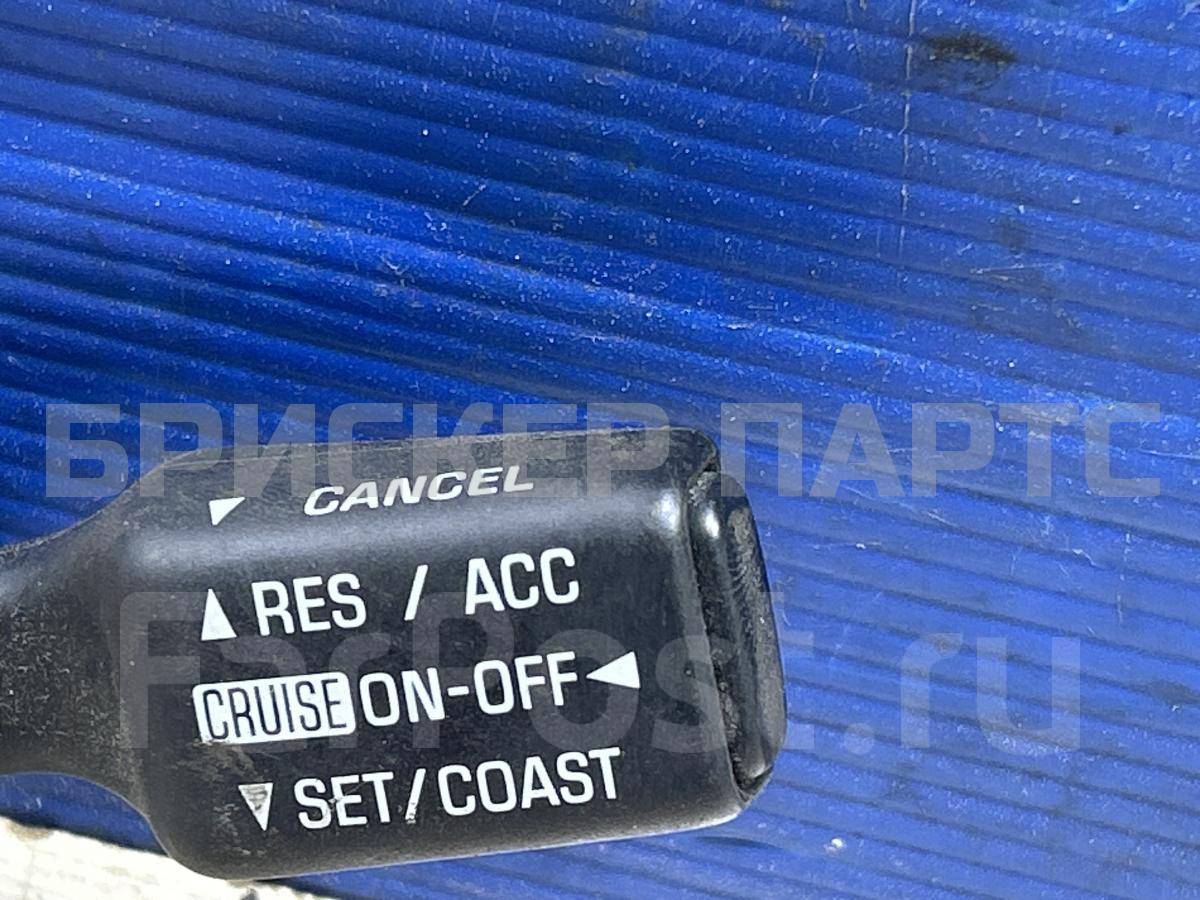 БРИСКЕР ПАРТС
CANCEL
RES / ACC
FarPost.ru
CRUISE ON-OFF
SET/COAST